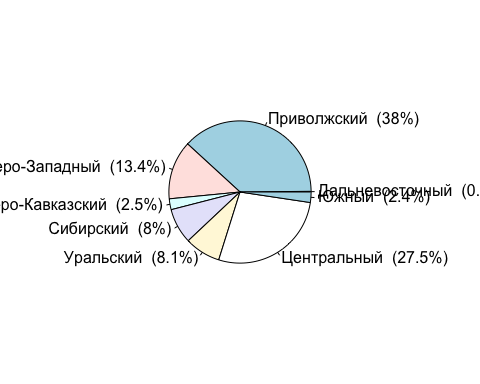 Приволжский (38%)
еро-Западный (13.4%)
Дальневосточный (0.
Южный (2.4%)
ро-Кавказский (2.5%)
Сибирский (8%)
Уральский (8.1%)
Центральный (27.5%)